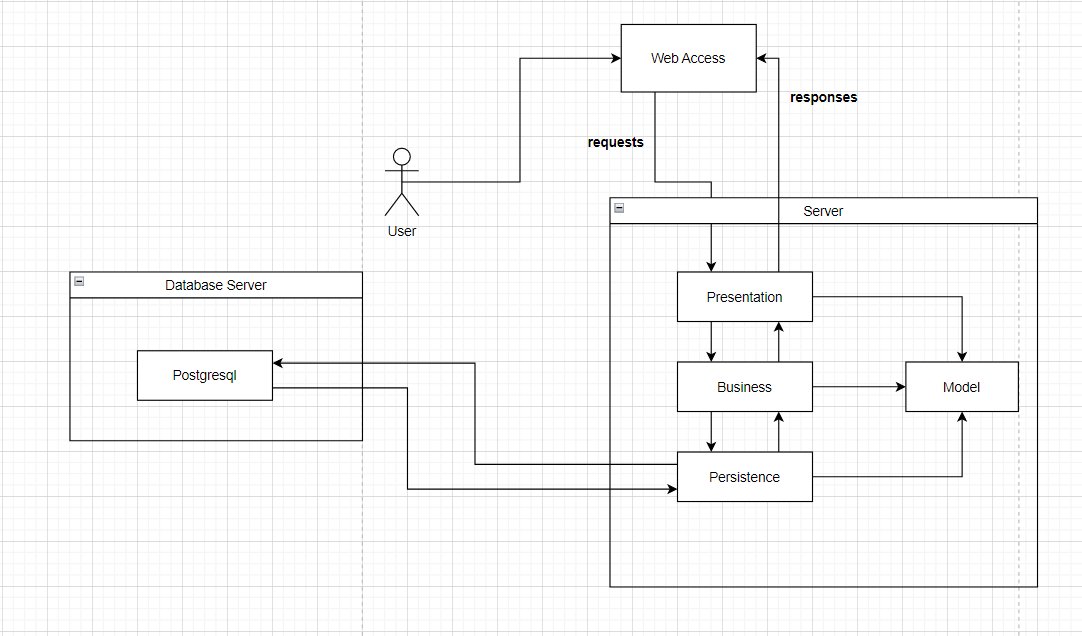 Web Access
responses
requests
User
Server
Database Server
Presentation
Postgresql
Business
Model
Persistence